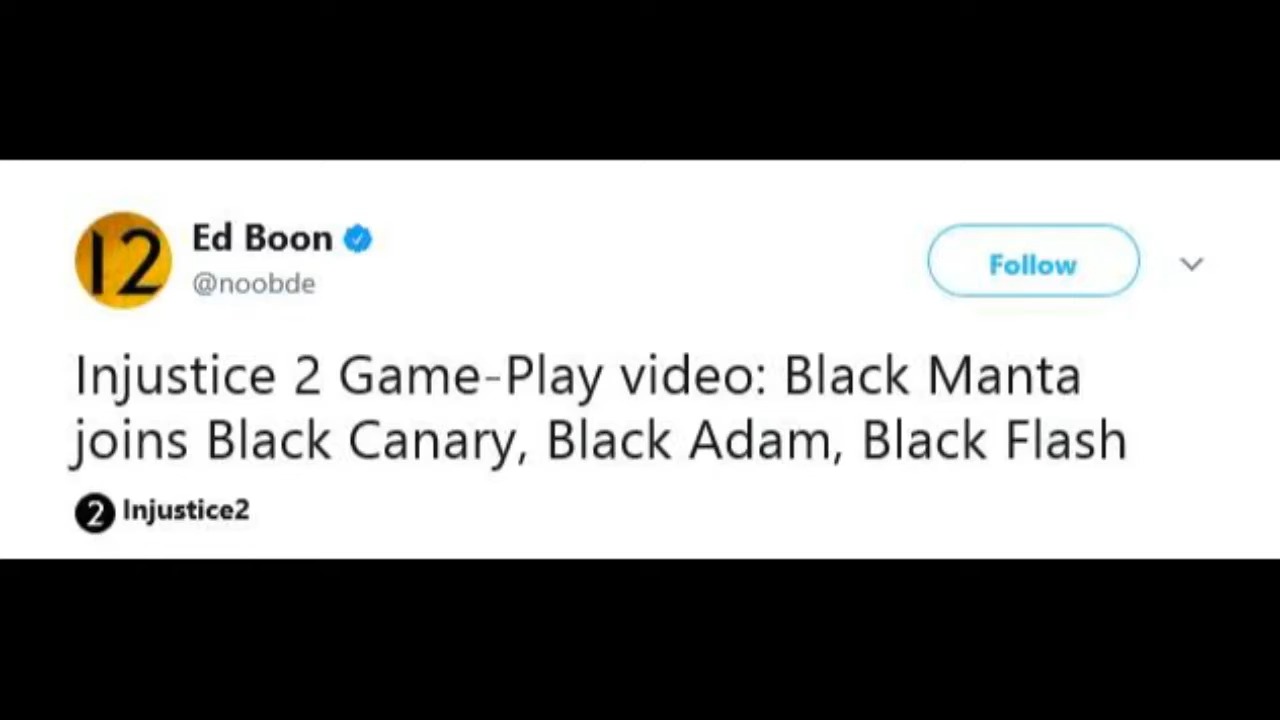 12
Ed Boon
@noobde
Follow
Injustice 2 Game-Play video: Black Manta
joins Black Canary, Black Adam, Black Flash
2 Injustice2